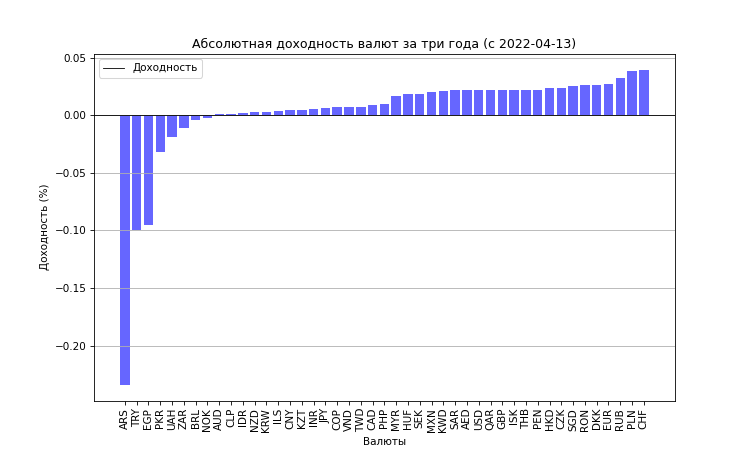 Абсолютная доходность валют за три года (с 2022-04-13)
Доходность
0.05
0.00
−0.05
−0.10
−0.15
−0.20
Доходность (%)
ARS TRY EGP PKR UAH ZAR BRL NOK AUD CLP IDR NZD KRW ILS CNY KZT INR JPY COP VND TWD CAD PHP MYR HUF SEK MXN KWD SAR AED USD QAR GBP ISK THB PEN HKD CZK SGD RON DKK EUR RUB PLN CHF
Валюты